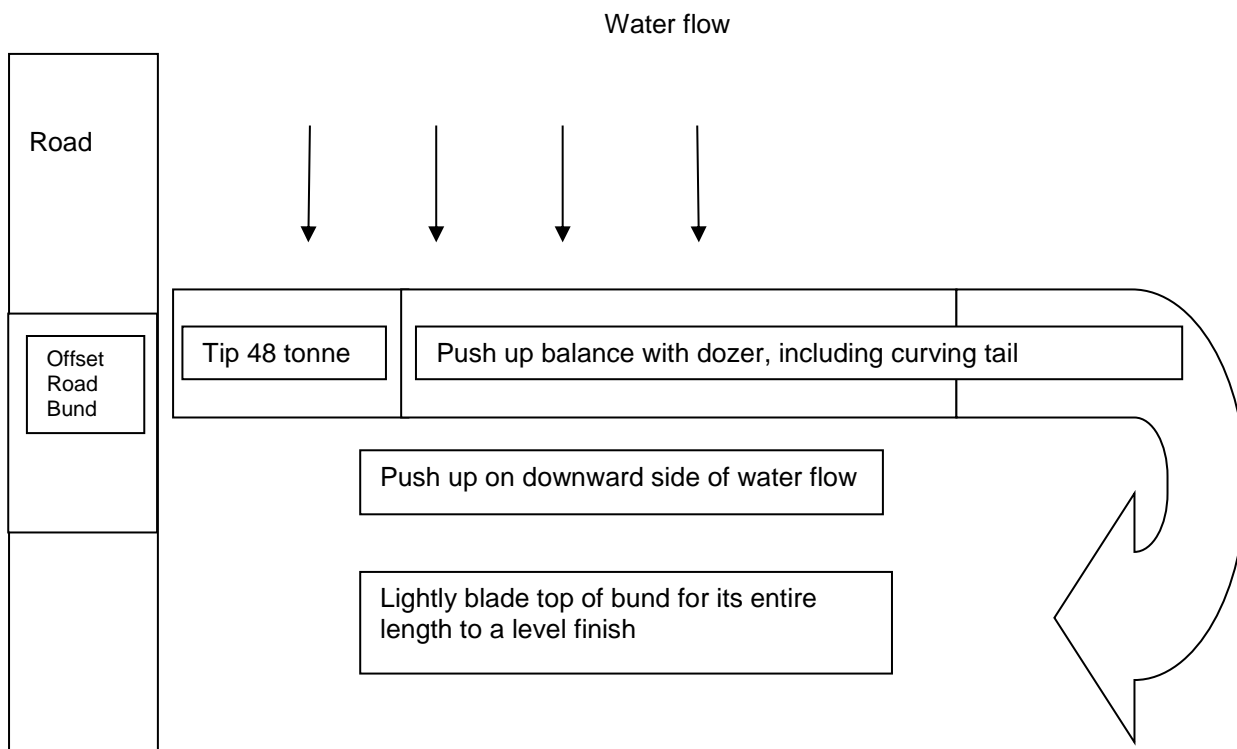 Water flow
Road
Offset
Road
Bund
Tip 48 tonne
Push up balance with dozer, including curving tail
Push up on downward side of water flow
Lightly blade top of bund for its entire
length to a level finish